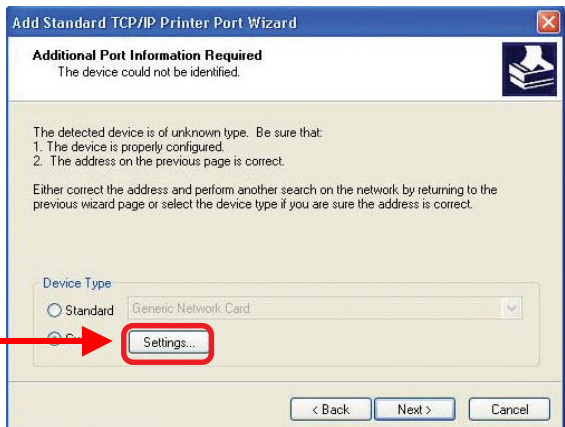 Add Standard TCP/IP Printer Port Wizard
Additional Port Information Required
The device could not be identified.
The detected device is of unknown type. Be sure that:
1. The device is properly configured.
2. The address on the previous page is correct.
Either correct the address and perform another search on the network by returning to the
previous wizard page or select the device type if you are sure the address is correct.
Device Type
Standard
Generic Network Card
Settings...
< Back
Next >
Cancel